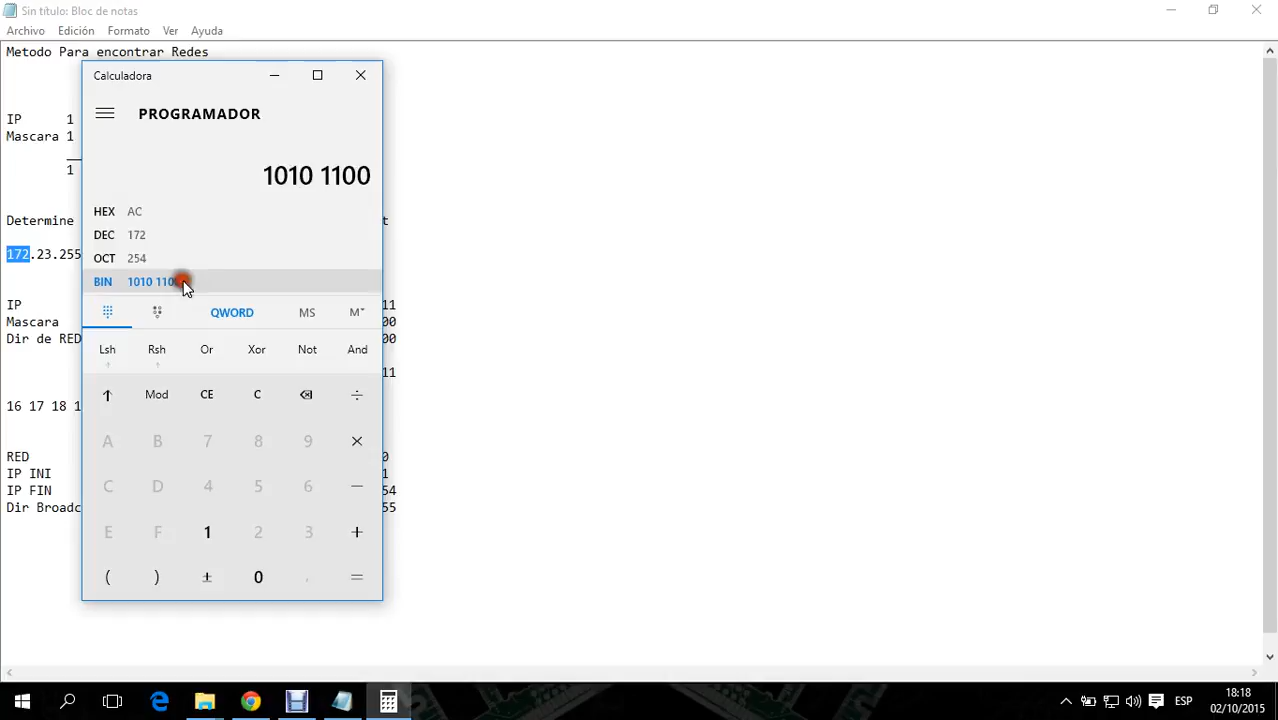 Sin título: Bloc de notas
Archivo Edición Formato Ver Ayuda
Metodo Para encontrar Redes
IP 1
Mascara 1
1
Determine
172.23.255
IP 11
Mascara 00
Dir de RED 00
11
16 17 18 1
RED 0
IP INI 1
IP FIN 54
Dir Broadc 55
Calculadora
PROGRAMADOR
1010 1100
HEX AC
DEC 172
OCT 254
BIN 1010 110
QWORD MS M˅
Lsh Rsh Or Xor Not And
↑ Mod CE C ÷
A B 7 8 9 ×
C D 4 5 6 −
E F 1 2 3 +
( ) ± 0 , =
ESP
18:18
02/10/2015